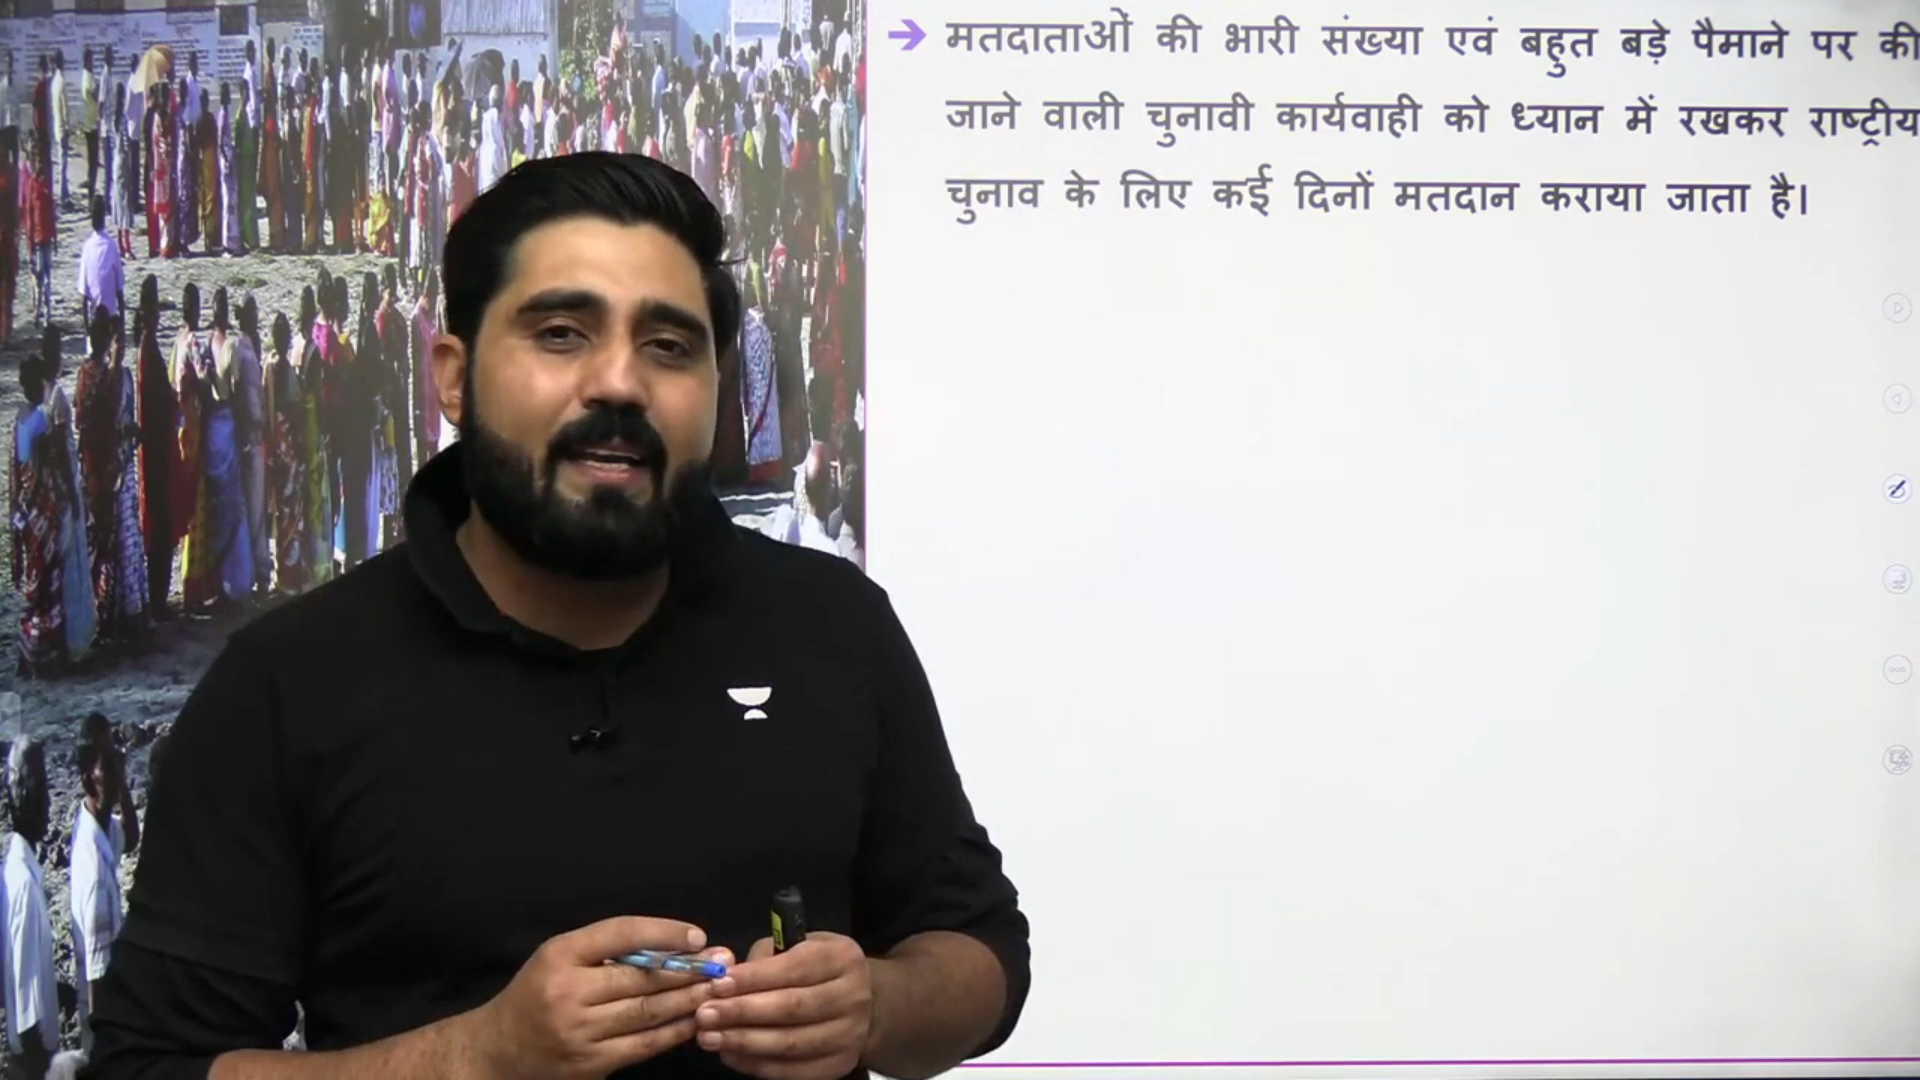 मतदाताओं की भारी संख्या एवं बहुत बड़े पैमाने पर की
जाने वाली चुनावी कार्यवाही को ध्यान में रखकर राष्ट्रीय
चुनाव के लिए कई दिनों मतदान कराया जाता है।